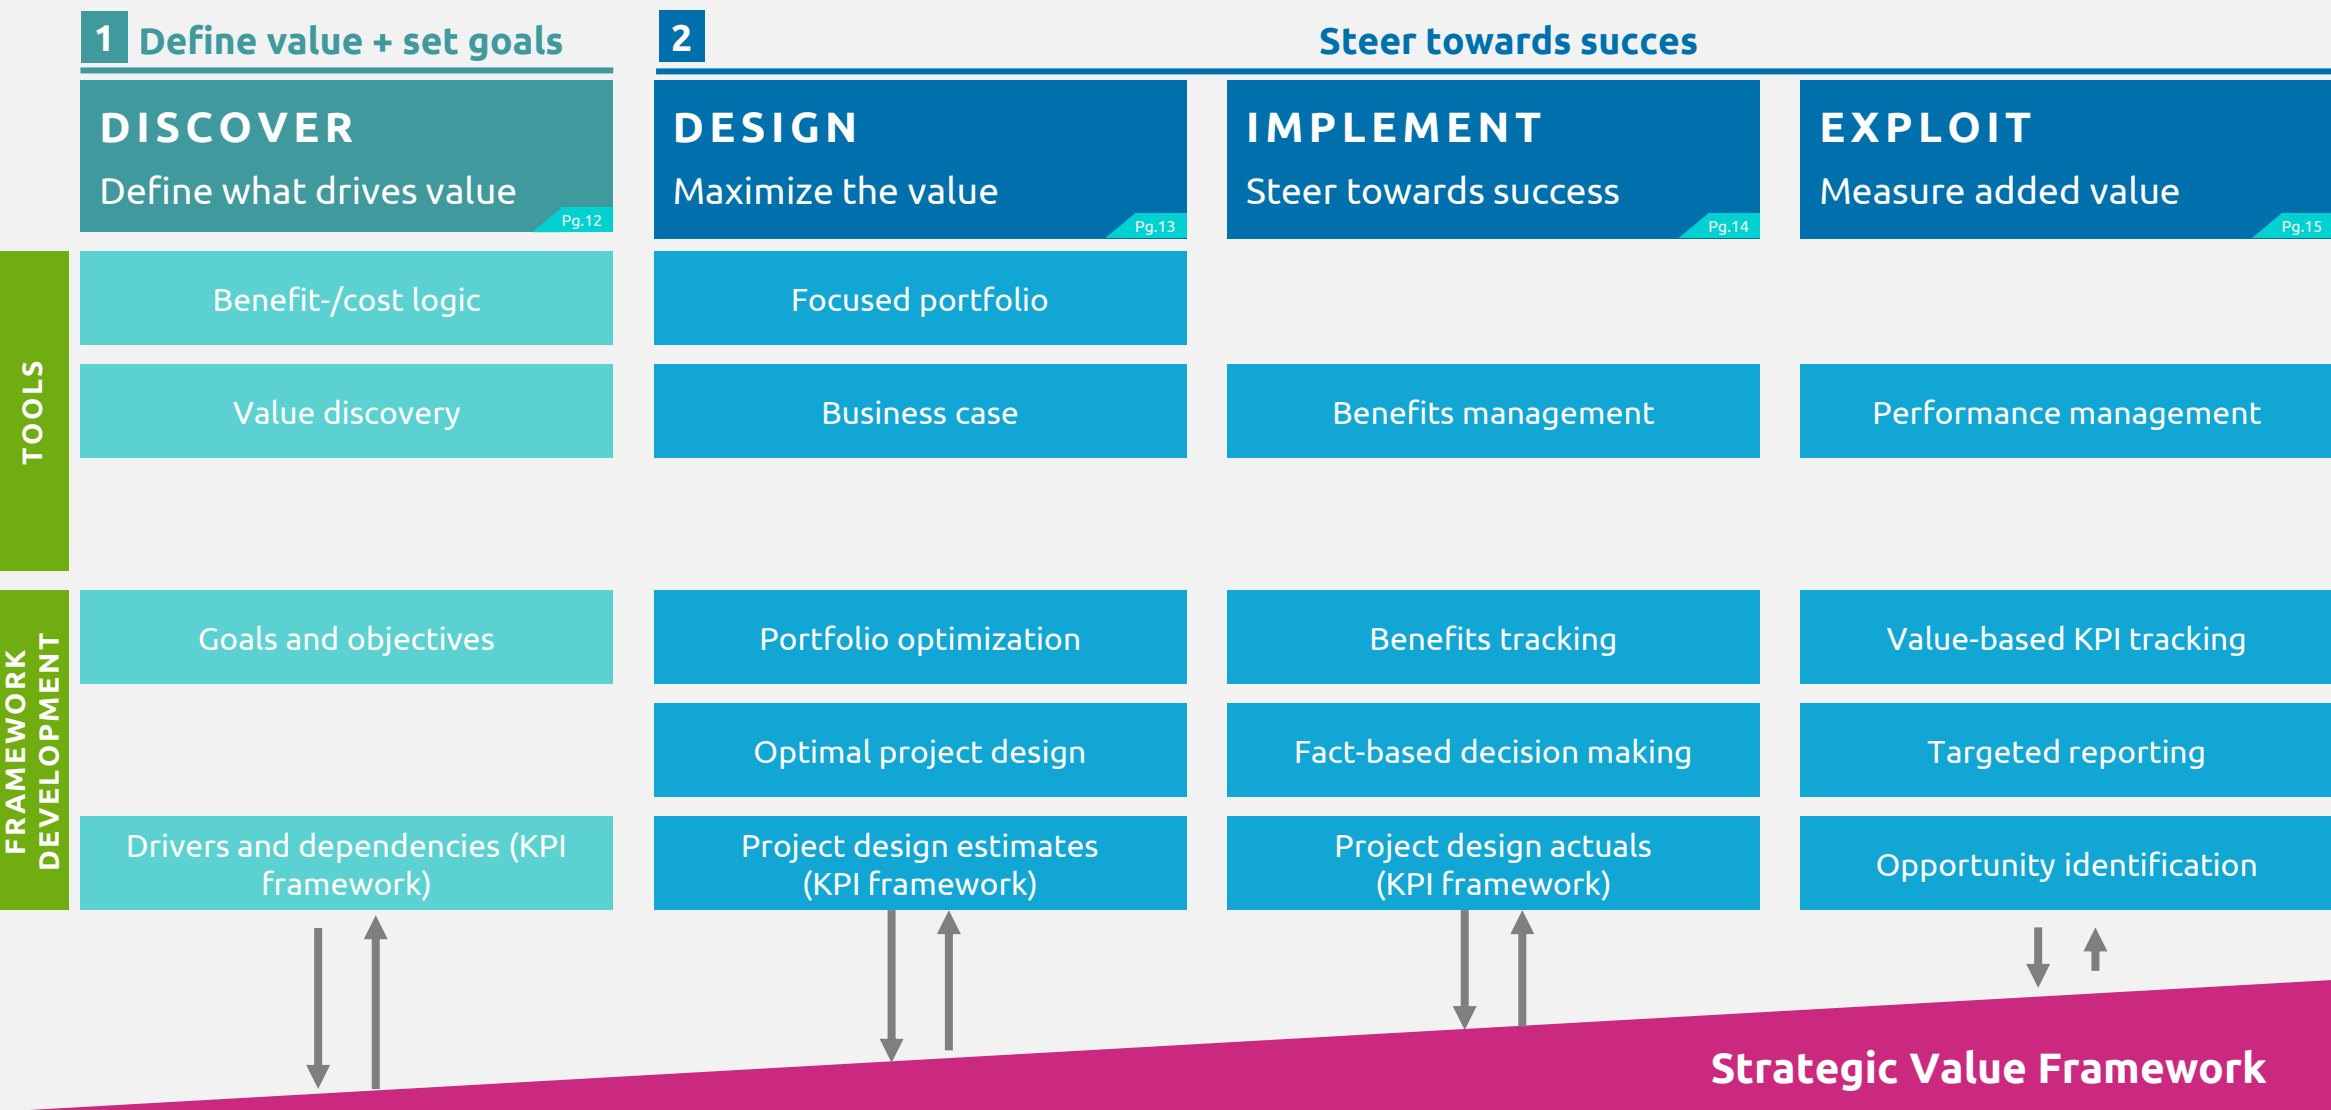 1 Define value + set goals
2 Steer towards succes
DISCOVER
Define what drives value
Pg.12
DESIGN
Maximize the value
Pg.13
IMPLEMENT
Steer towards success
Pg.14
EXPLOIT
Measure added value
Pg.15
TOOLS
Benefit-/cost logic
Focused portfolio
Value discovery
Business case
Benefits management
Performance management
FRAMEWORK
DEVELOPMENT
Goals and objectives
Portfolio optimization
Benefits tracking
Value-based KPI tracking
Optimal project design
Fact-based decision making
Targeted reporting
Drivers and dependencies (KPI
framework)
Project design estimates
(KPI framework)
Project design actuals
(KPI framework)
Opportunity identification
Strategic Value Framework